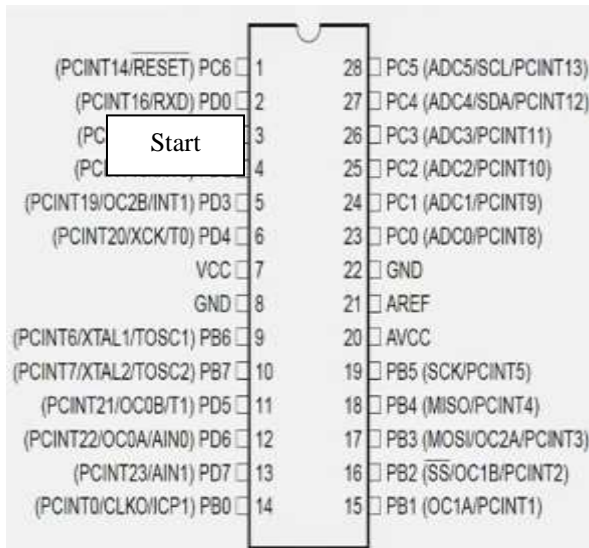 (PCINT14/RESET) PC6 1
(PCINT16/RXD) PD0 2
(PC 3
Start
(PC 4
(PCINT19/OC2B/INT1) PD3 5
(PCINT20/XCK/T0) PD4 6
VCC 7
GND 8
(PCINT6/XTAL1/TOSC1) PB6 9
(PCINT7/XTAL2/TOSC2) PB7 10
(PCINT21/OC0B/T1) PD5 11
(PCINT22/OC0A/AIN0) PD6 12
(PCINT23/AIN1) PD7 13
(PCINT0/CLKO/ICP1) PB0 14
28 PC5 (ADC5/SCL/PCINT13)
27 PC4 (ADC4/SDA/PCINT12)
26 PC3 (ADC3/PCINT11)
25 PC2 (ADC2/PCINT10)
24 PC1 (ADC1/PCINT9)
23 PC0 (ADC0/PCINT8)
22 GND
21 AREF
20 AVCC
19 PB5 (SCK/PCINT5)
18 PB4 (MISO/PCINT4)
17 PB3 (MOSI/OC2A/PCINT3)
16 PB2 (SS/OC1B/PCINT2)
15 PB1 (OC1A/PCINT1)